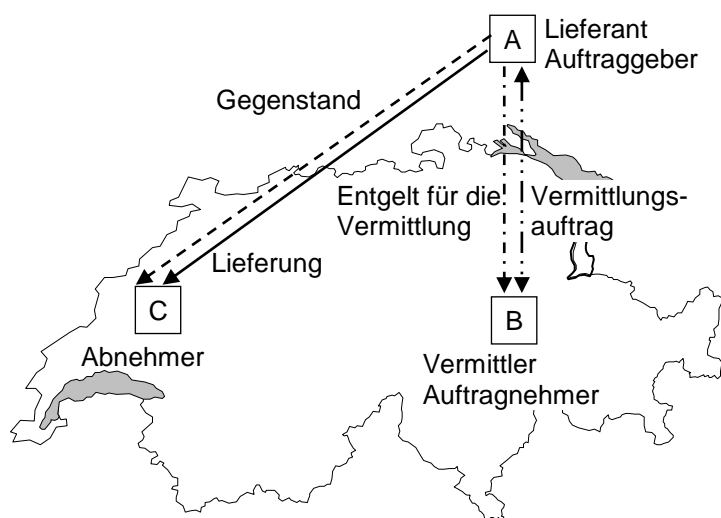 A
Lieferant
Auftraggeber
Gegenstand
Entgelt für die
Vermittlung
Vermittlungs-
auftrag
Lieferung
C
B
Abnehmer
Vermittler
Auftragnehmer